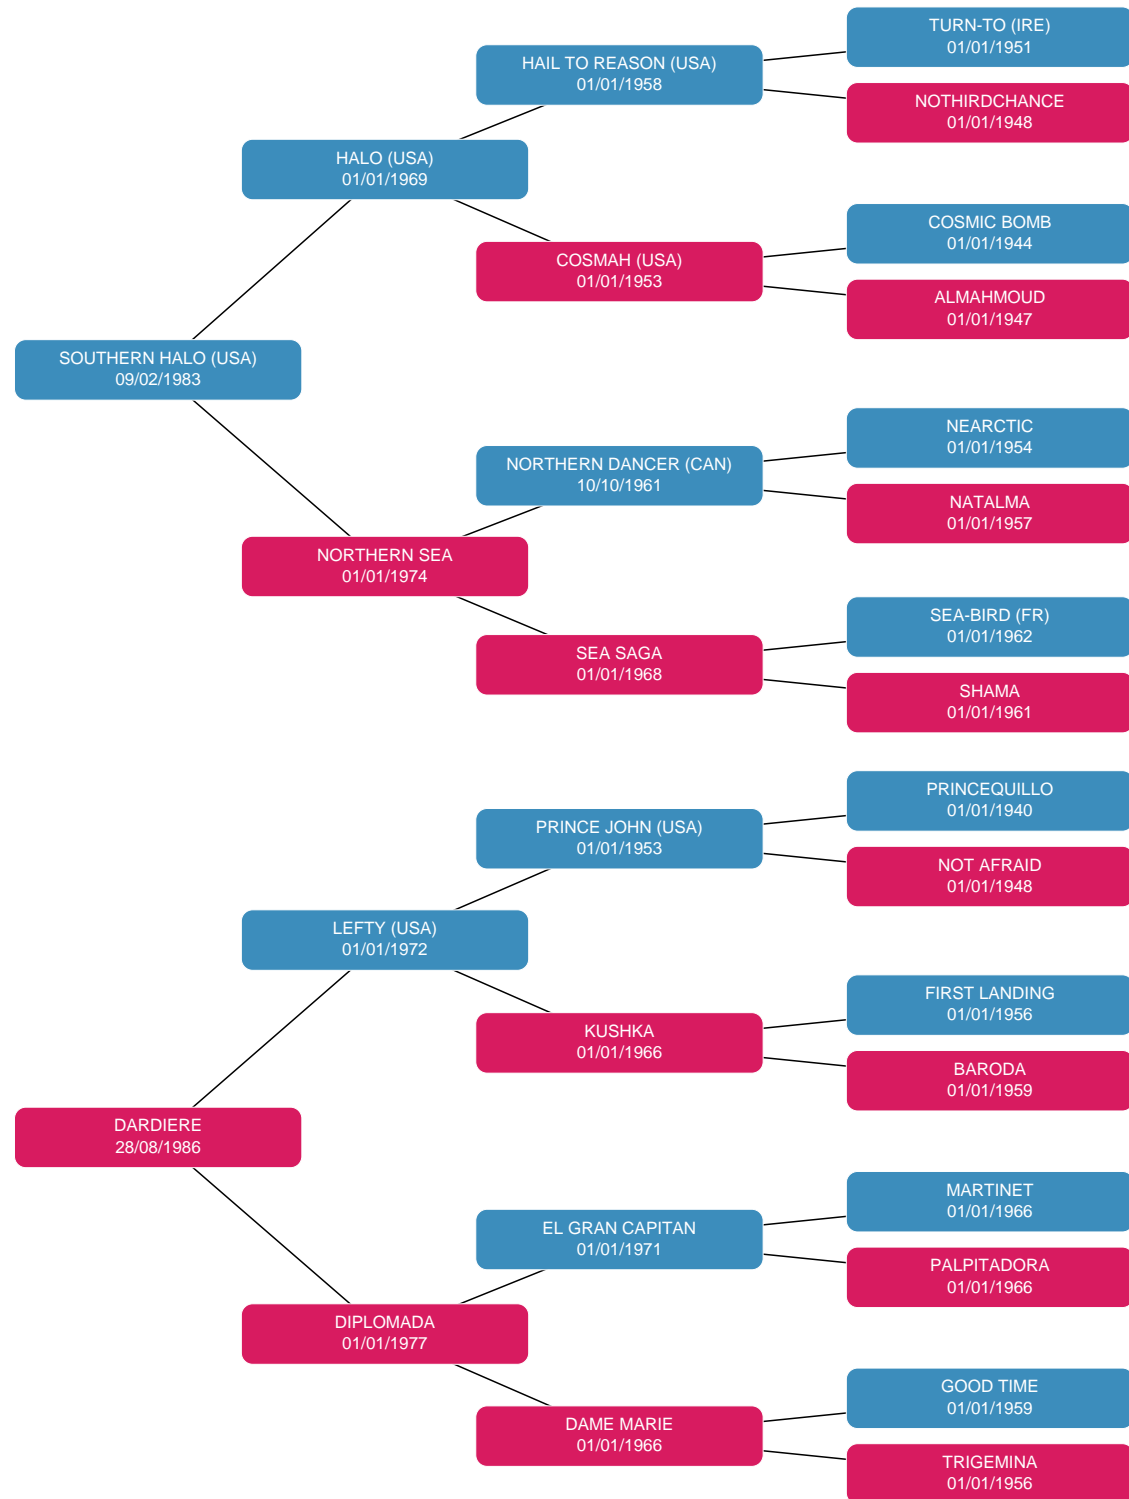 TURN-TO (IRE)
01/01/1951
HAIL TO REASON (USA)
01/01/1958
NOTHIRDCHANCE
01/01/1948
HALO (USA)
01/01/1969
COSMIC BOMB
01/01/1944
COSMAH (USA)
01/01/1953
ALMAHMOUD
01/01/1947
SOUTHERN HALO (USA)
09/02/1983
NEARCTIC
01/01/1954
NORTHERN DANCER (CAN)
10/10/1961
NATALMA
01/01/1957
NORTHERN SEA
01/01/1974
SEA-BIRD (FR)
01/01/1962
SEA SAGA
01/01/1968
SHAMA
01/01/1961
PRINCEQUILLO
01/01/1940
PRINCE JOHN (USA)
01/01/1953
NOT AFRAID
01/01/1948
LEFTY (USA)
01/01/1972
FIRST LANDING
01/01/1956
KUSHKA
01/01/1966
BARODA
01/01/1959
DARDIERE
28/08/1986
MARTINET
01/01/1966
EL GRAN CAPITAN
01/01/1971
PALPITADORA
01/01/1966
DIPLOMADA
01/01/1977
GOOD TIME
01/01/1959
DAME MARIE
01/01/1966
TRIGEMINA
01/01/1956